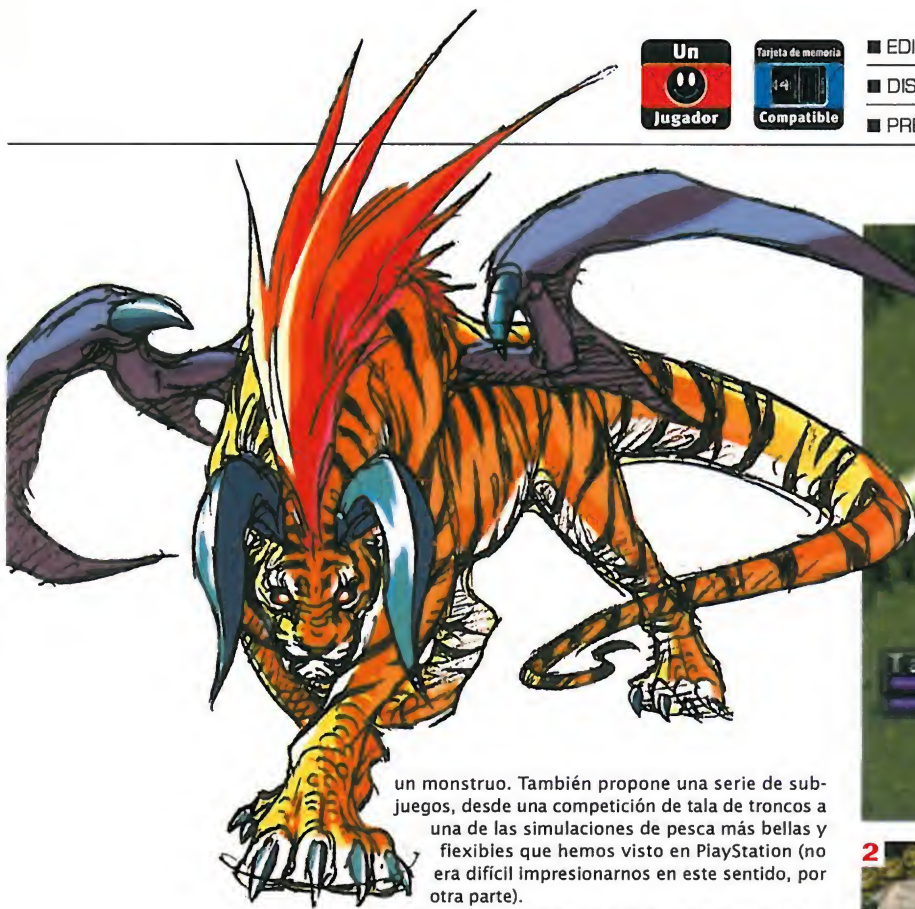 Un
Jugador
Tarjeta de memoria
Compatible
■ EDI
■ DIS
■ PRE
un monstruo. También propone una serie de sub-
juegos, desde una competición de tala de troncos a
una de las simulaciones de pesca más bellas y
flexibles que hemos visto en PlayStation (no
era difícil impresionarnos en este sentido, por
otra parte).
2